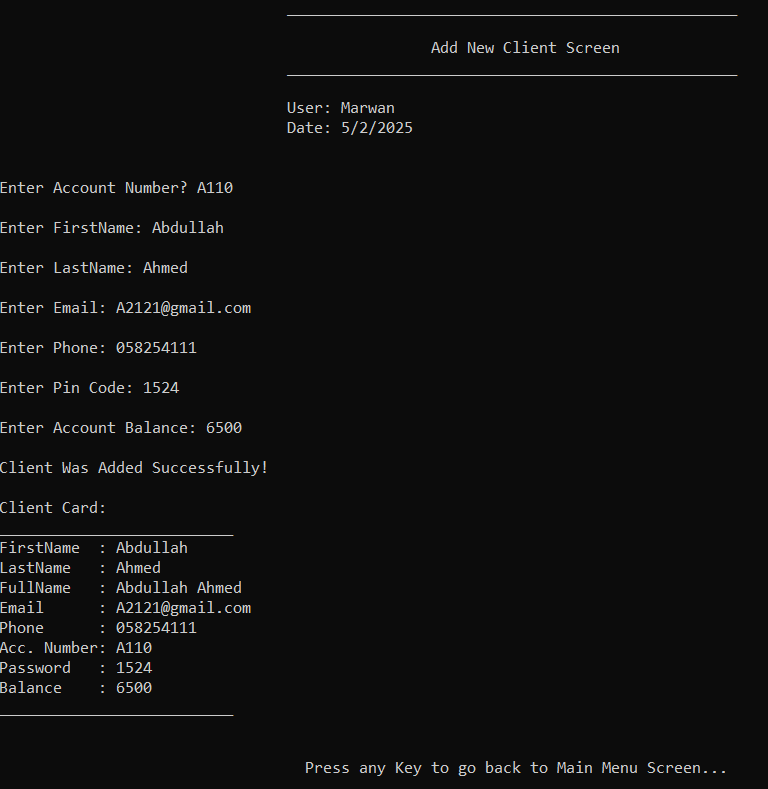 Add New Client Screen
User: Marwan
Date: 5/2/2025
Enter Account Number? A110
Enter FirstName: Abdullah
Enter LastName: Ahmed
Enter Email: A2121@gmail.com
Enter Phone: 058254111
Enter Pin Code: 1524
Enter Account Balance: 6500
Client Was Added Successfully!
Client Card:
FirstName  : Abdullah
LastName   : Ahmed
FullName   : Abdullah Ahmed
Email      : A2121@gmail.com
Phone      : 058254111
Acc. Number: A110
Password   : 1524
Balance    : 6500
Press any Key to go back to Main Menu Screen...